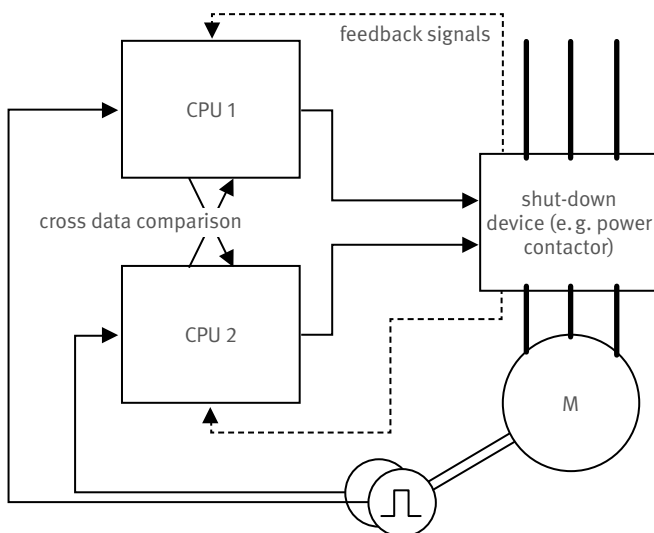 feedback signals
CPU 1
shut-down
device (e. g. power
contactor)
cross data comparison
CPU 2
M